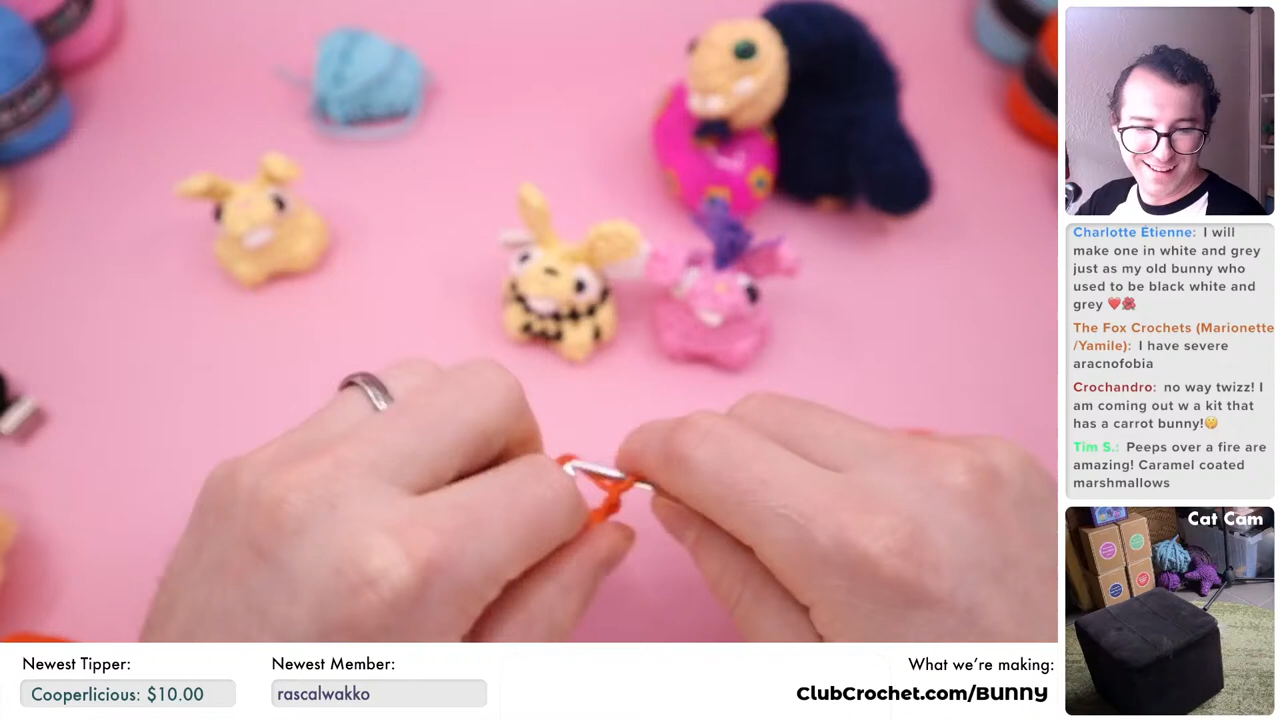 Charlotte Étienne: I will
make one in white and grey
just as my old bunny who
used to be black white and
grey ❤️🌺
The Fox Crochets (Marionette
/Yamile): I have severe
aracnofobia
Crochandro: no way twizz! I
am coming out w a kit that
has a carrot bunny!🤭
Tim S.: Peeps over a fire are
amazing! Caramel coated
marshmallows
Cat Cam
Newest Tipper:
Cooperlicious: $10.00
Newest Member:
rascalwakko
What we're making:
ClubCrochet.com/BUNNY